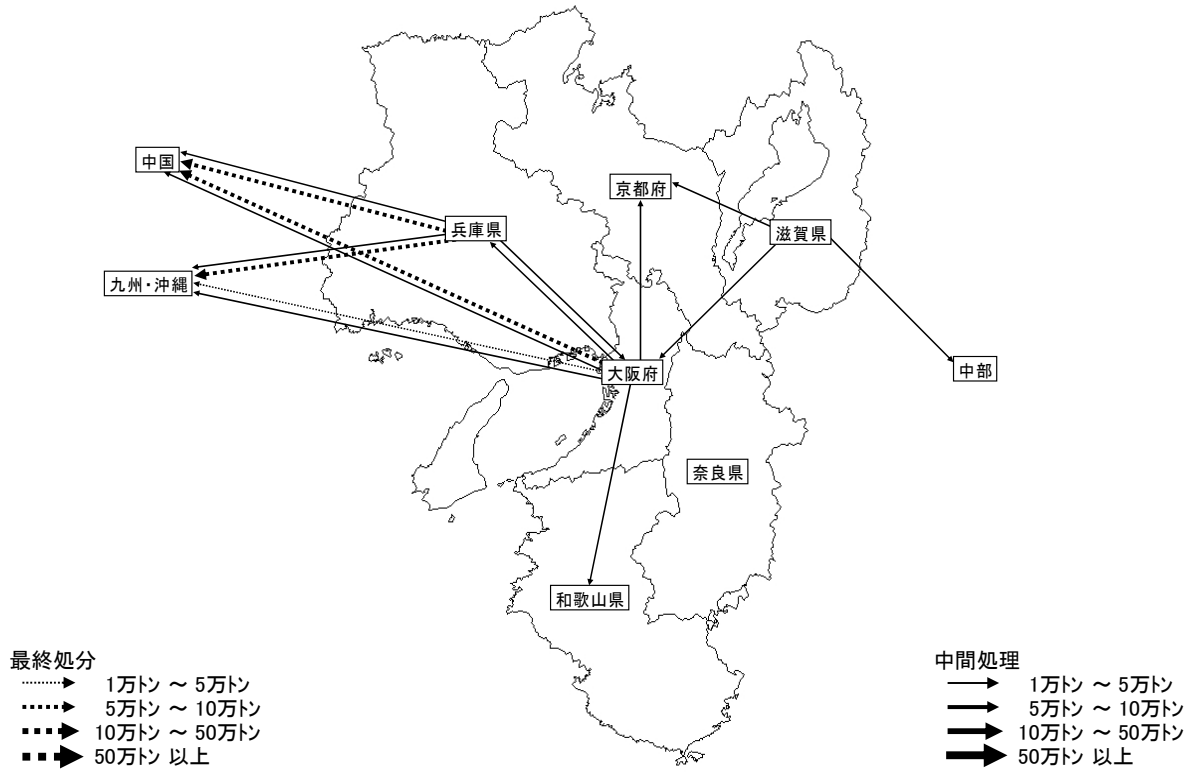 中国
京都府
兵庫県
滋賀県
九州・沖縄
大阪府
中部
奈良県
和歌山県
最終処分
1万トン ～ 5万トン
5万トン ～ 10万トン
10万トン ～ 50万トン
50万トン 以上
中間処理
1万トン ～ 5万トン
5万トン ～ 10万トン
10万トン ～ 50万トン
50万トン 以上